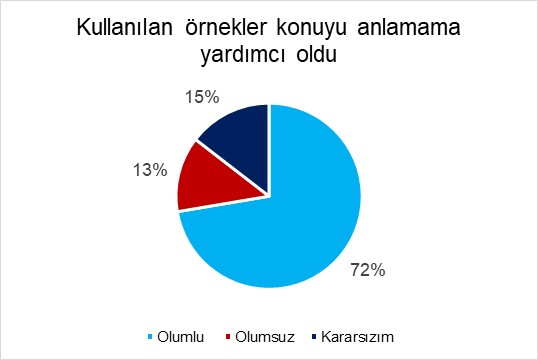 Kullanılan örnekler konuyu anlamama
yardımcı oldu
15%
13%
72%
Olumlu Olumsuz Kararsızım